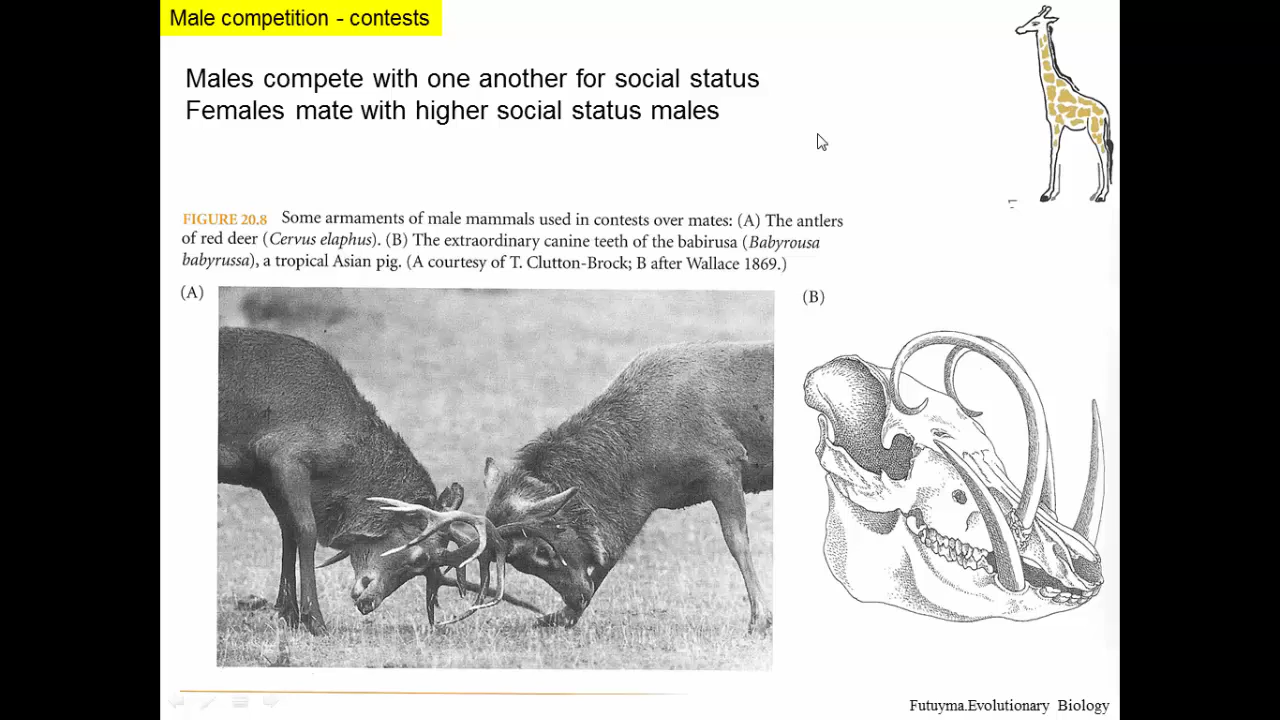 Male competition - contests
Males compete with one another for social status
Females mate with higher social status males
FIGURE 20.8 Some armaments of male mammals used in contests over mates: (A) The antlers
of red deer (Cervus elaphus). (B) The extraordinary canine teeth of the babirusa (Babyrousa
babyrussa), a tropical Asian pig. (A courtesy of T. Clutton-Brock; B after Wallace 1869.)
(A)
(B)
Futuyma.Evolutionary Biology